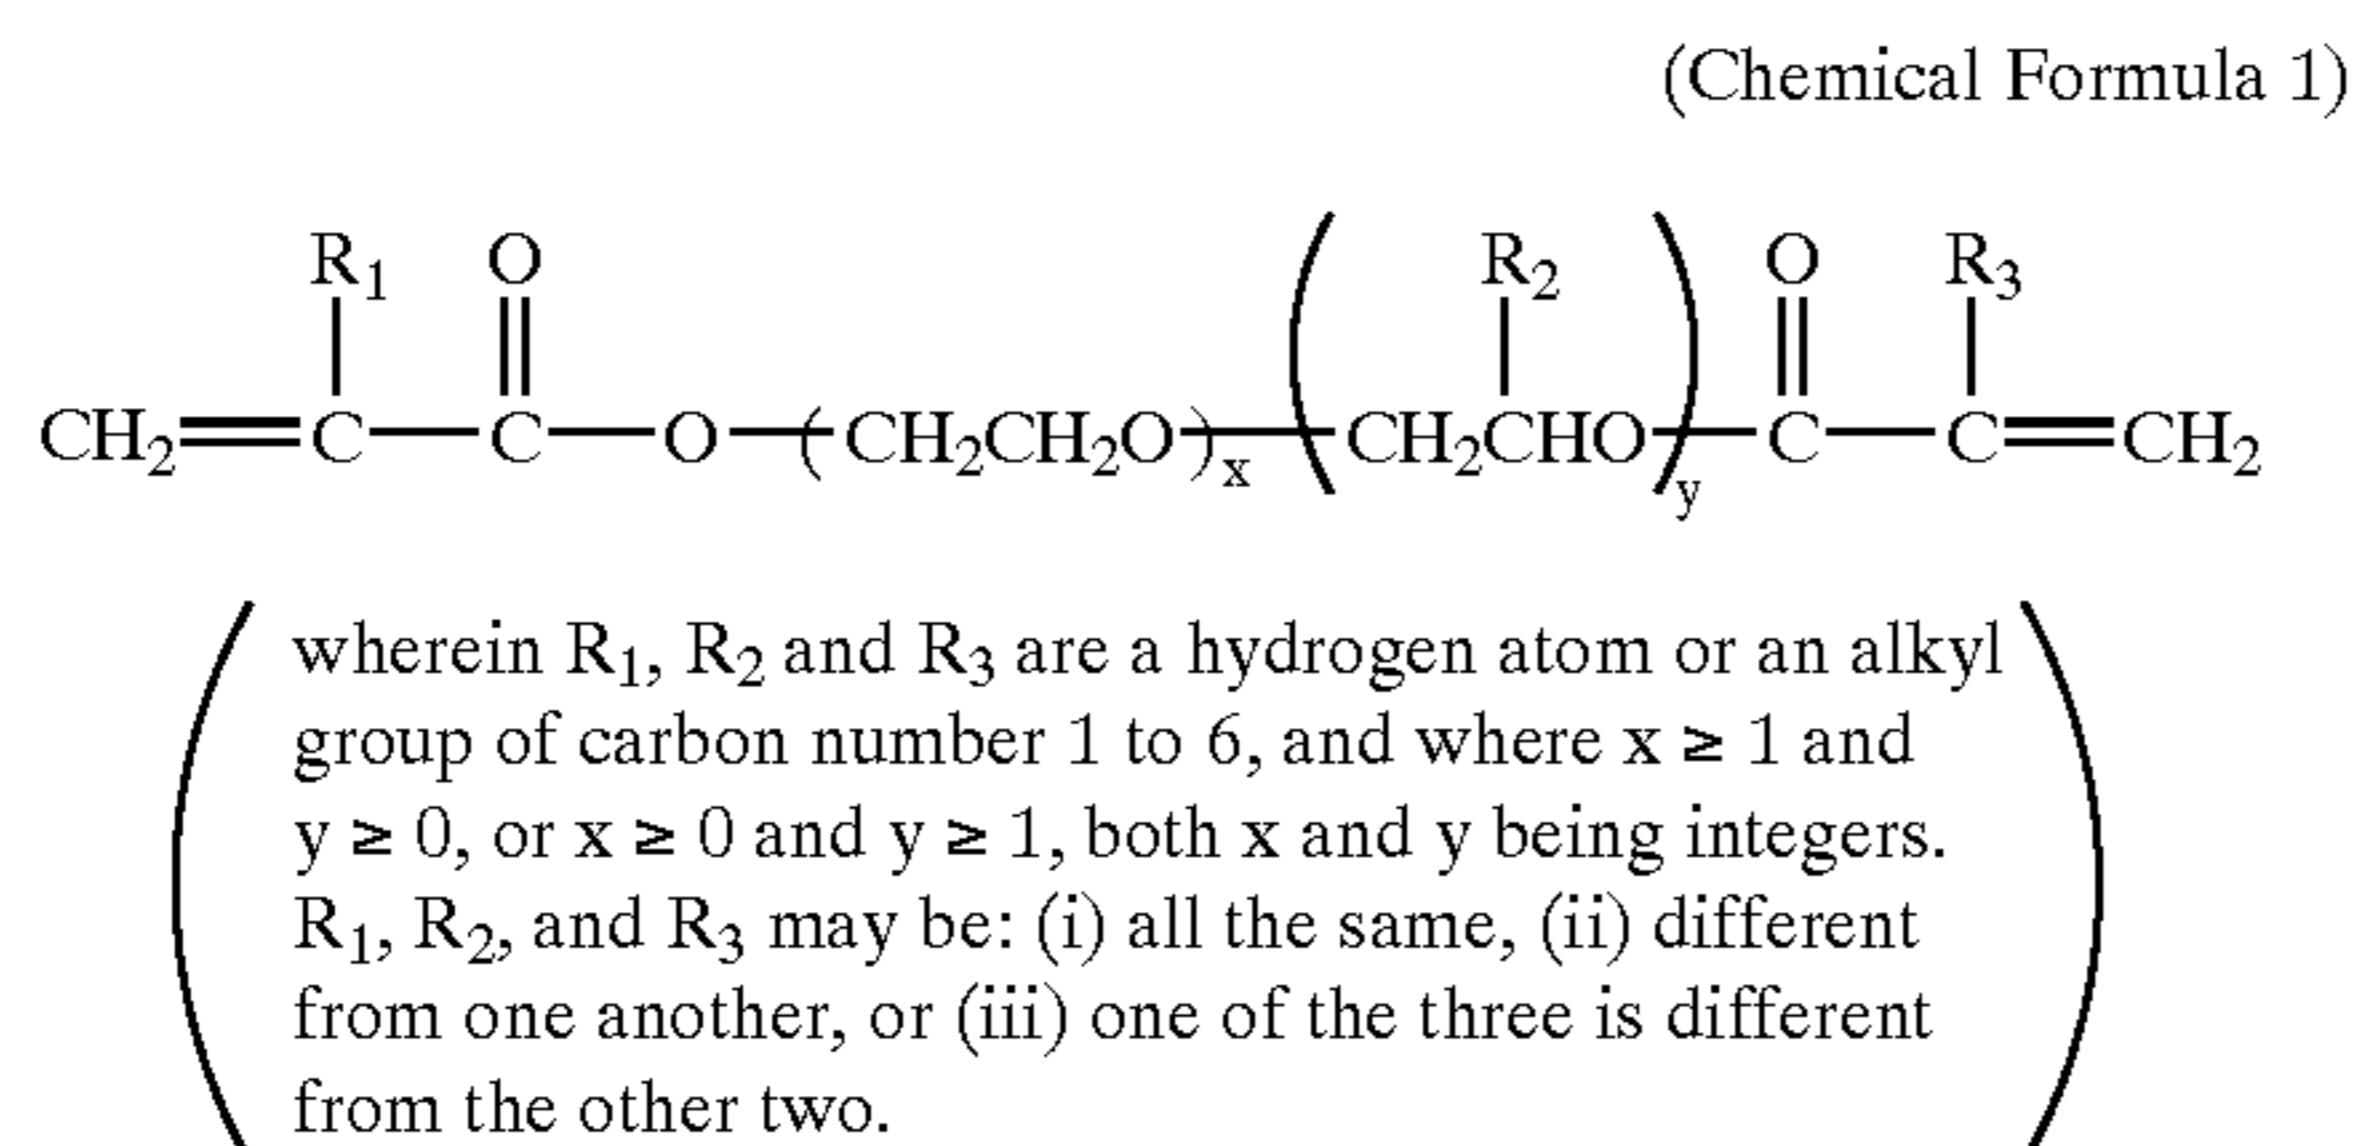 (Chemical Formula 1)
R₁ O R₂ O R₃
CH₂=C—C—O—(CH₂CH₂O)ₓ—(CH₂CHO)y—C—C=CH₂
wherein R₁, R₂ and R₃ are a hydrogen atom or an alkyl
group of carbon number 1 to 6, and where x ≥ 1 and
y ≥ 0, or x ≥ 0 and y ≥ 1, both x and y being integers.
R₁, R₂, and R₃ may be: (i) all the same, (ii) different
from one another, or (iii) one of the three is different
from the other two.